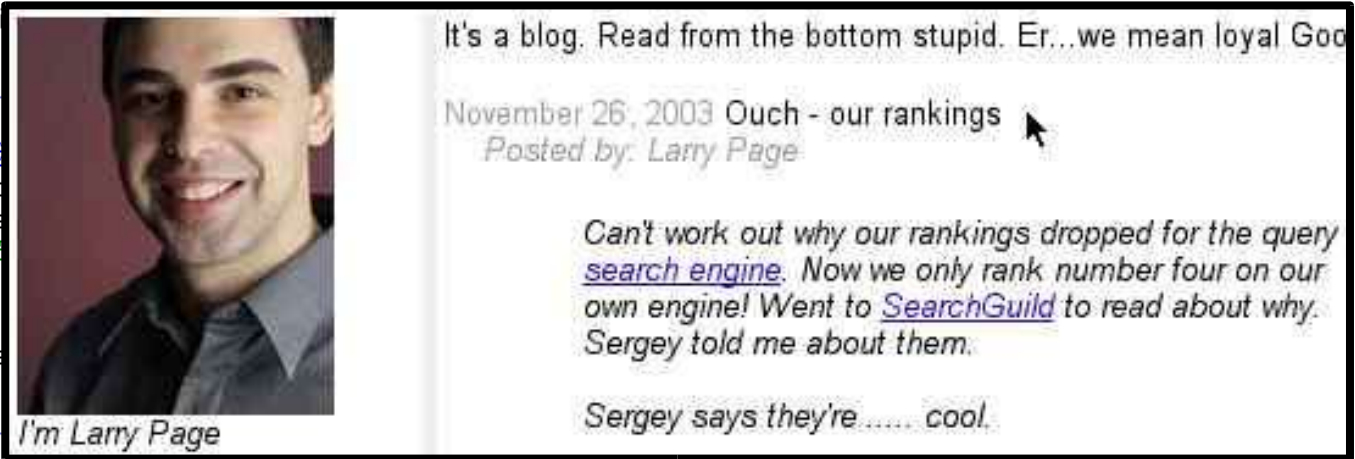 It's a blog. Read from the bottom stupid. Er...we mean loyal Goo
November 26, 2003 Ouch - our rankings
Posted by: Larry Page
Can't work out why our rankings dropped for the query
search engine. Now we only rank number four on our
own engine! Went to SearchGuild to read about why.
Sergey told me about them.
Sergey says they're ..... cool.
I'm Larry Page